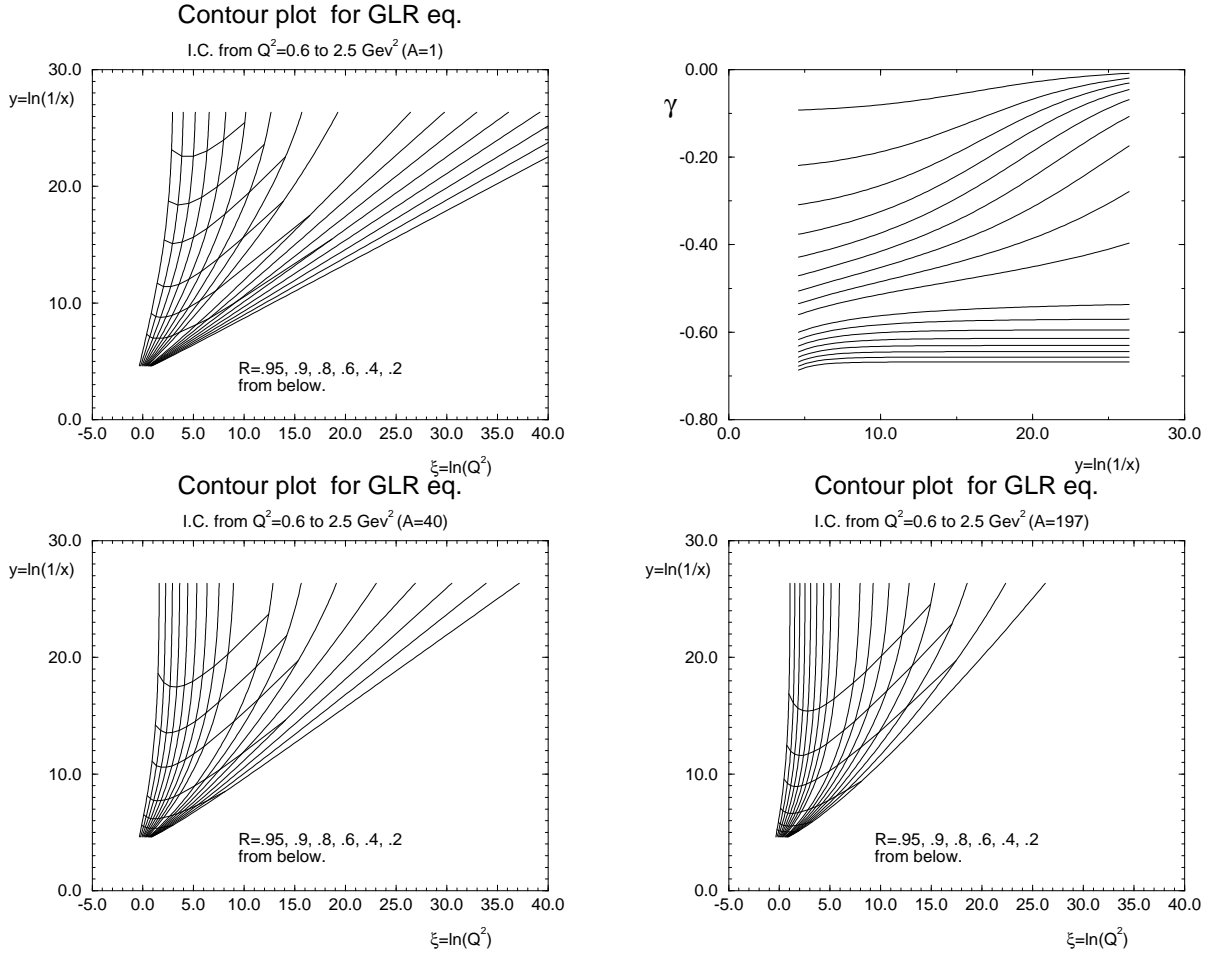 Contour plot for GLR eq.
I.C. from Q²=0.6 to 2.5 Gev² (A=1)
y=ln(1/x)
30.0
20.0
10.0
0.0
-5.0 0.0 5.0 10.0 15.0 20.0 25.0 30.0 35.0 40.0
R=.95, .9, .8, .6, .4, .2
from below.
ξ=ln(Q²)
γ
0.00
-0.20
-0.40
-0.60
-0.80
0.0 10.0 20.0 30.0
y=ln(1/x)
Contour plot for GLR eq.
I.C. from Q²=0.6 to 2.5 Gev² (A=40)
y=ln(1/x)
30.0
20.0
10.0
0.0
-5.0 0.0 5.0 10.0 15.0 20.0 25.0 30.0 35.0 40.0
R=.95, .9, .8, .6, .4, .2
from below.
ξ=ln(Q²)
Contour plot for GLR eq.
I.C. from Q²=0.6 to 2.5 Gev² (A=197)
y=ln(1/x)
30.0
20.0
10.0
0.0
-5.0 0.0 5.0 10.0 15.0 20.0 25.0 30.0 35.0 40.0
R=.95, .9, .8, .6, .4, .2
from below.
ξ=ln(Q²)